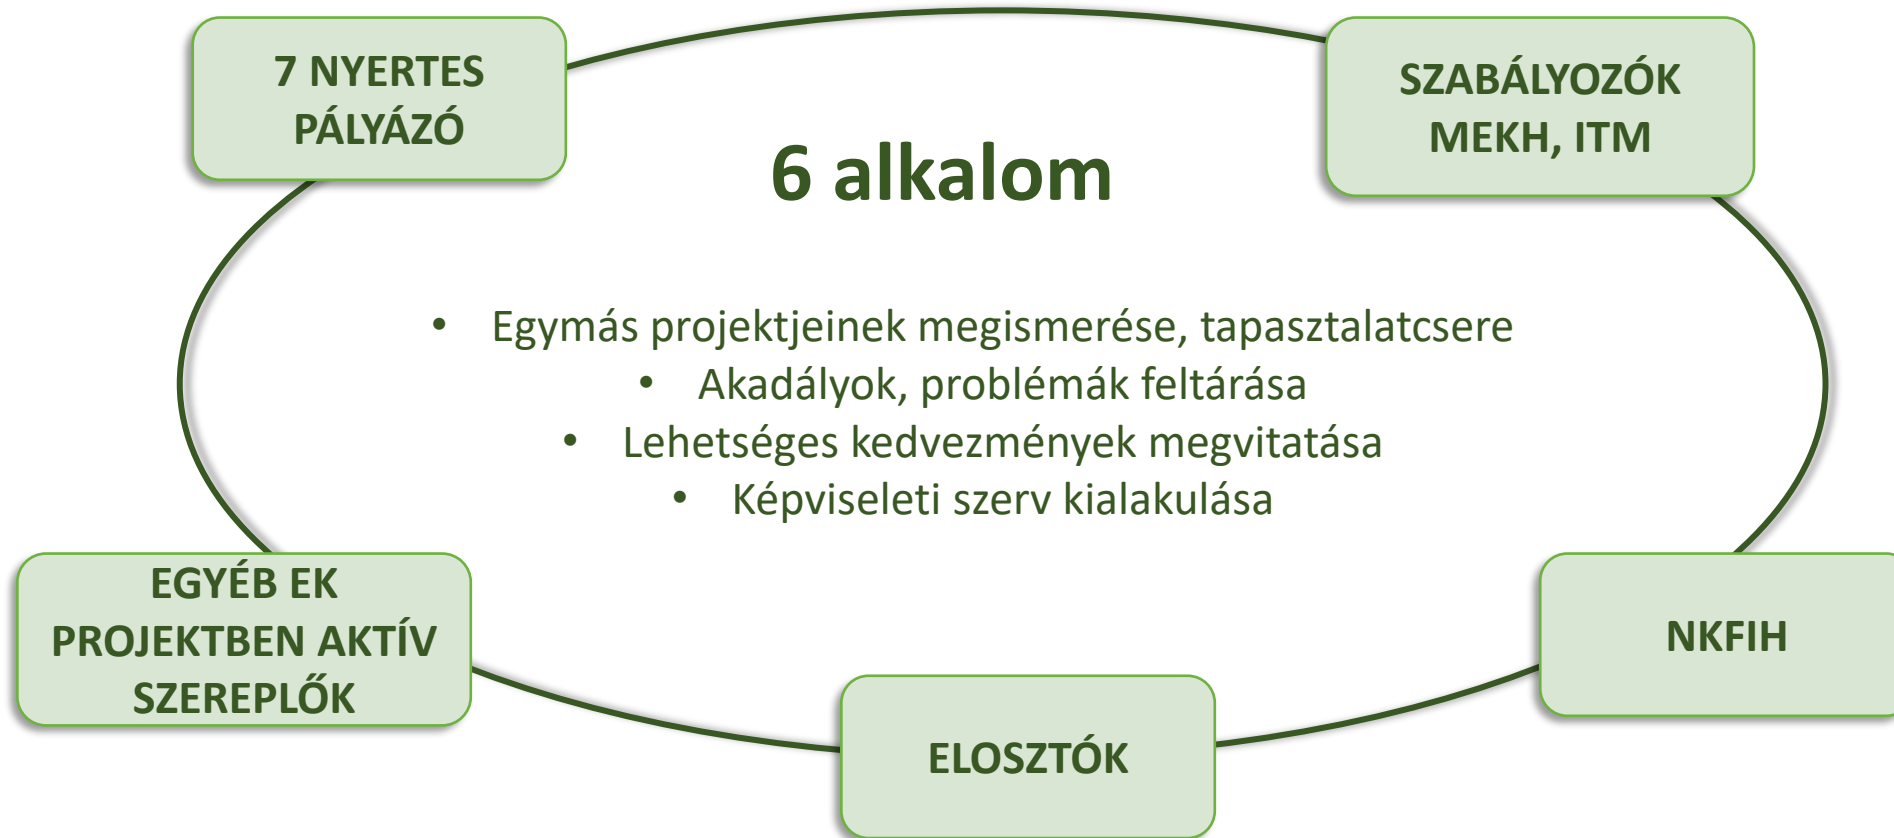 7 NYERTES
PÁLYÁZÓ
SZABÁLYOZÓK
MEKH, ITM
6 alkalom
• Egymás projektjeinek megismerése, tapasztalatcsere
• Akadályok, problémák feltárása
• Lehetséges kedvezmények megvitatása
• Képviseleti szerv kialakulása
EGYÉB EK
PROJEKTBEN AKTÍV
SZEREPLŐK
NKFIH
ELOSZTÓK